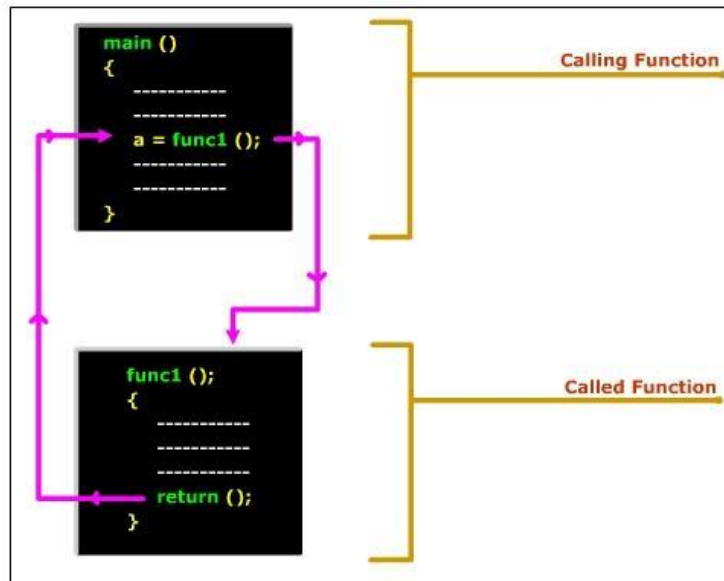 main ()
{
-----------
-----------
a = func1 ();
-----------
-----------
}
Calling Function
func1 ();
{
-----------
-----------
-----------
return ();
}
Called Function